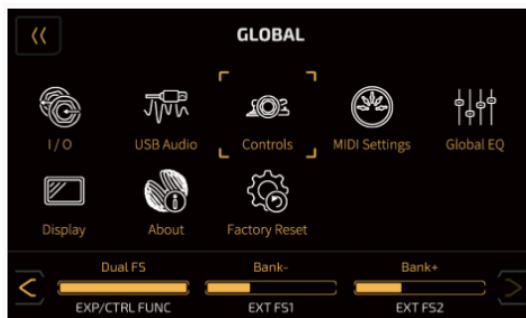 GLOBAL
I/O
USB Audio
Controls
MIDI Settings
Global EQ
Display
About
Factory Reset
Dual FS
Bank-
Bank+
EXP/CTRL FUNC
EXT FS1
EXT FS2